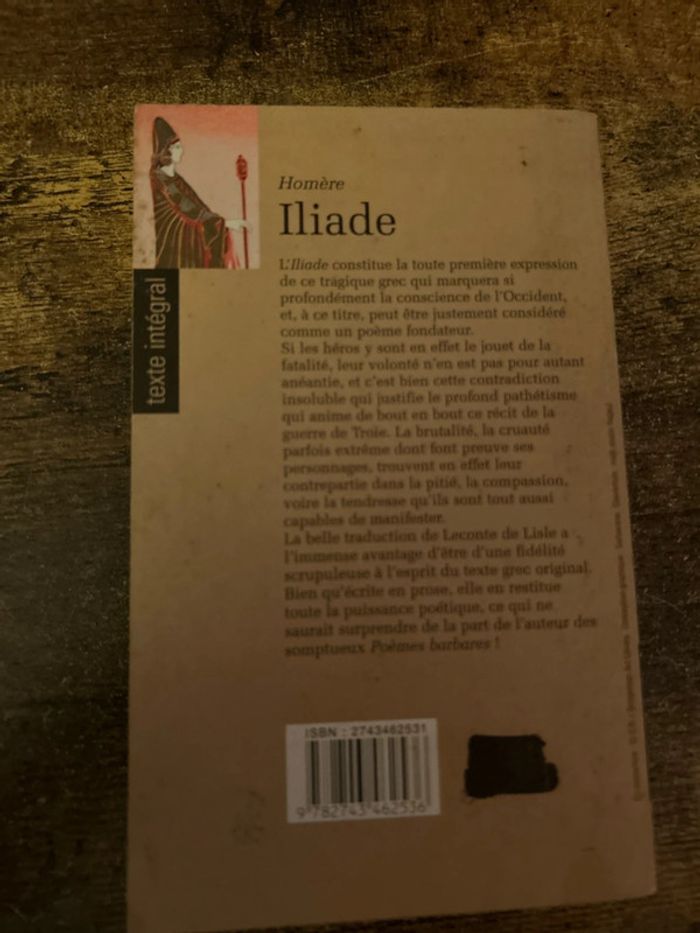 Homère
Iliade
texte intégral
L'Iliade constitue la toute première expression
de ce tragique grec qui marquera si
profondément la conscience de l'Occident,
et, à ce titre, peut être justement considéré
comme un poème fondateur.
Si les héros y sont en effet le jouet de la
fatalité, leur volonté n'en est pas pour autant
anéantie, et c'est bien cette contradiction
insoluble qui justifie le profond pathétisme
qui anime de bout en bout ce récit de la
guerre de Troie. La brutalité, la cruauté
parfois extrême dont font preuve ses
personnages, trouvent en effet leur
contrepartie dans la pitié, la compassion,
voire la tendresse qu'ils sont tout aussi
capables de manifester.
La belle traduction de Leconte de Lisle a
l'immense avantage d'être d'une fidélité
scrupuleuse à l'esprit du texte grec original.
Bien qu'écrite en prose, elle en restitue
toute la puissance poétique, ce qui ne
saurait surprendre de la part de l'auteur des
somptueux Poèmes barbares !
ISBN : 2743462531
9 782743 462536